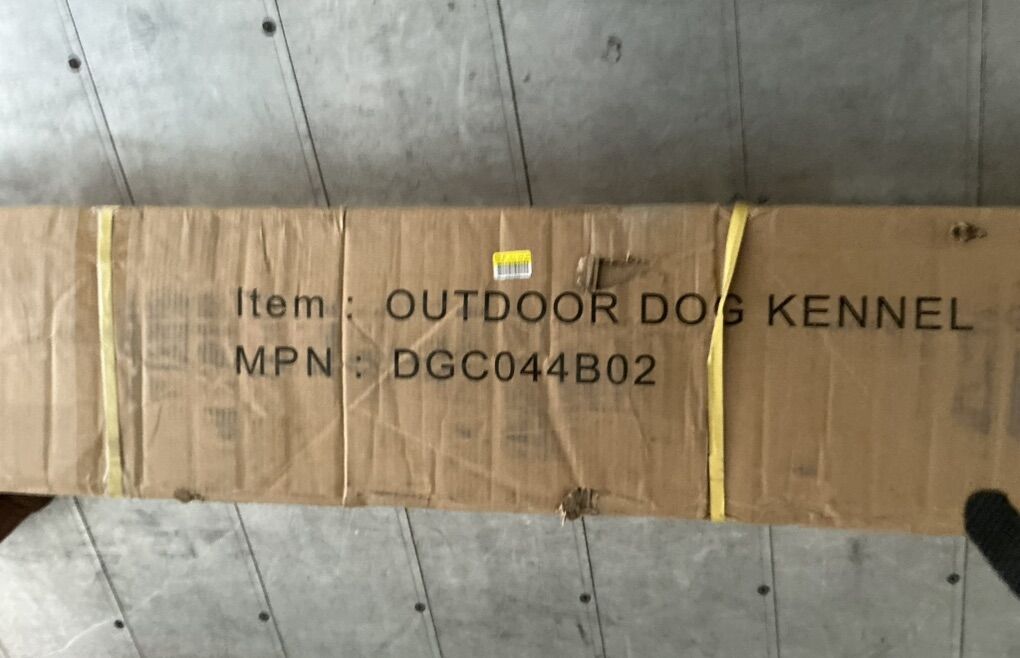 Item : OUTDOOR DOG KENNEL
MPN : DGC044B02